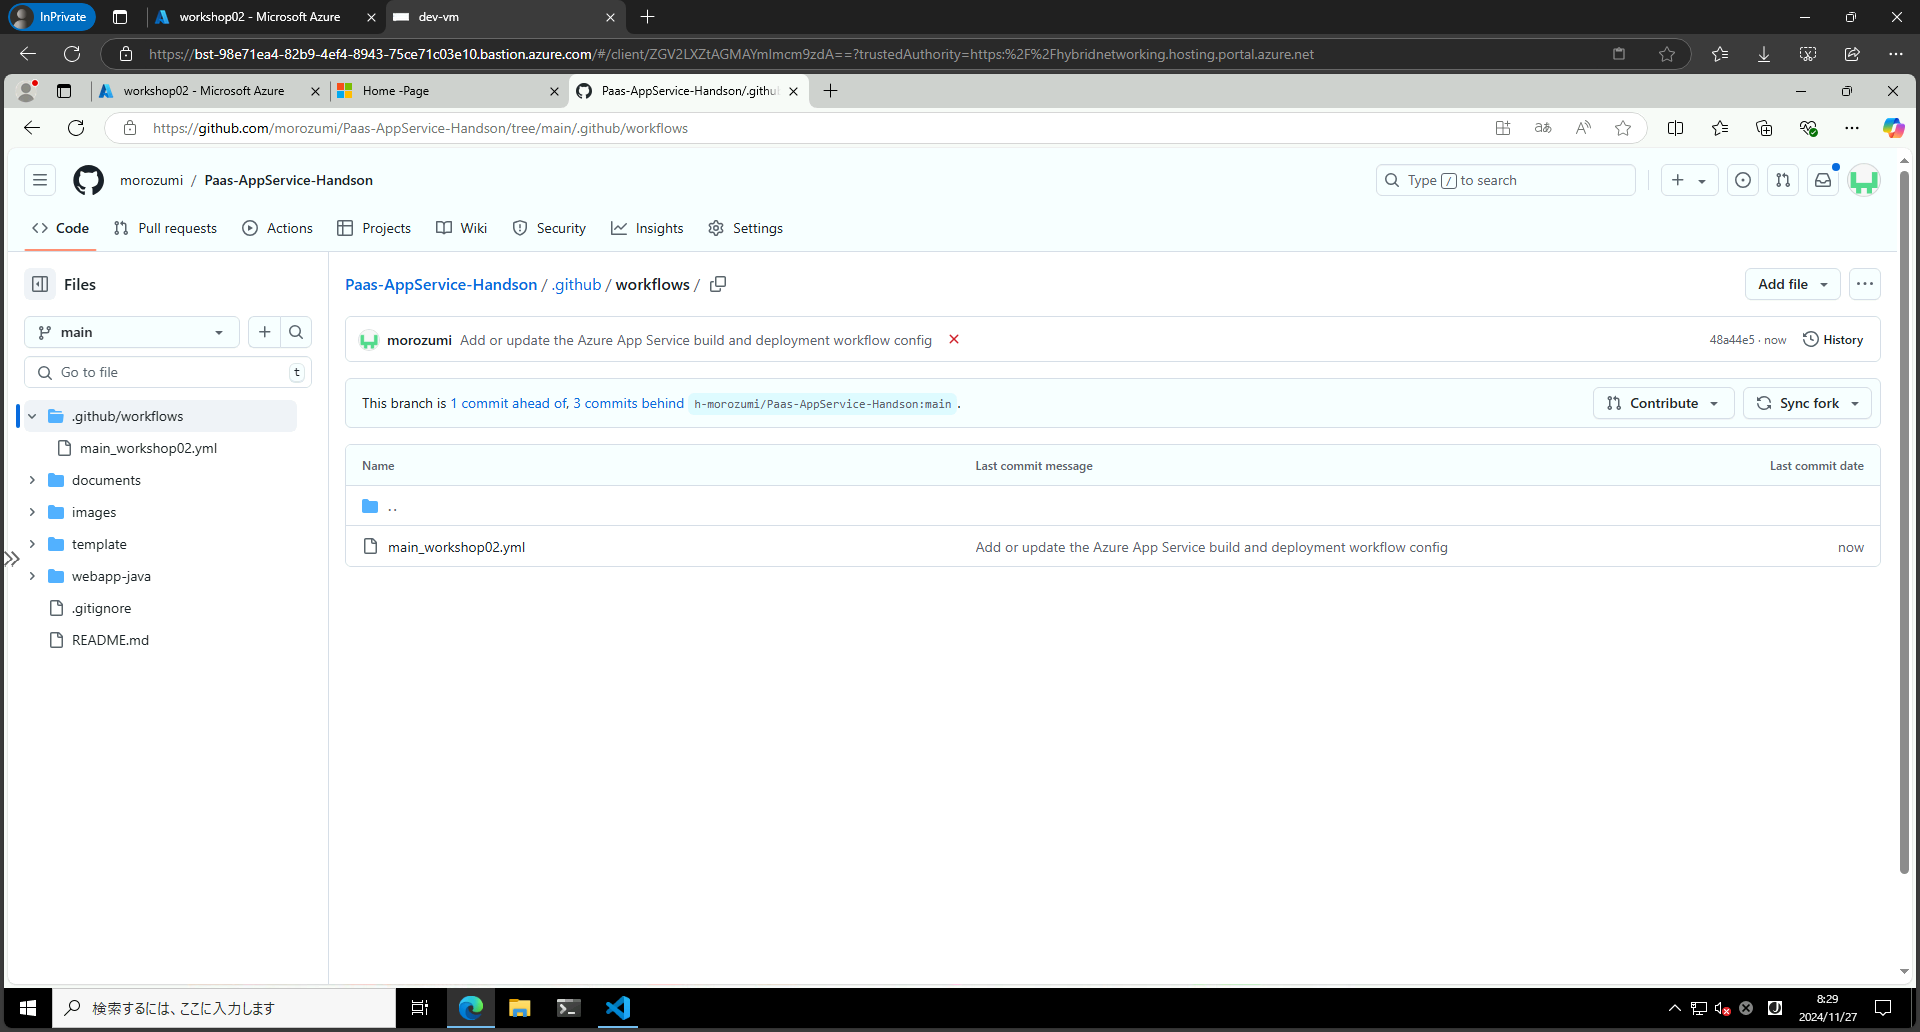 InPrivate
workshop02 - Microsoft Azure
dev-vm
https://bst-98e71ea4-82b9-4ef4-8943-75ce71c03e10.bastion.azure.com/#/client/ZGV2LXZtAGMAYmlmcm9zdA==?trustedAuthority=https:%2F%2Fhybridnetworking.hosting.portal.azure.net
workshop02 - Microsoft Azure
Home -Page
Paas-AppService-Handson/.githu
https://github.com/morozumi/Paas-AppService-Handson/tree/main/.github/workflows
ああ
morozumi / Paas-AppService-Handson
Type / to search
Code
Pull requests
Actions
Projects
Wiki
Security
Insights
Settings
Files
main
Go to file
t
.github/workflows
main_workshop02.yml
documents
images
template
webapp-java
.gitignore
README.md
Paas-AppService-Handson / .github / workflows /
Add file
morozumi Add or update the Azure App Service build and deployment workflow config
48a44e5 · now
History
This branch is 1 commit ahead of, 3 commits behind h-morozumi/Paas-AppService-Handson:main .
Contribute
Sync fork
Name
Last commit message
Last commit date
..
main_workshop02.yml
Add or update the Azure App Service build and deployment workflow config
now
検索するには、ここに入力します
8:29
2024/11/27